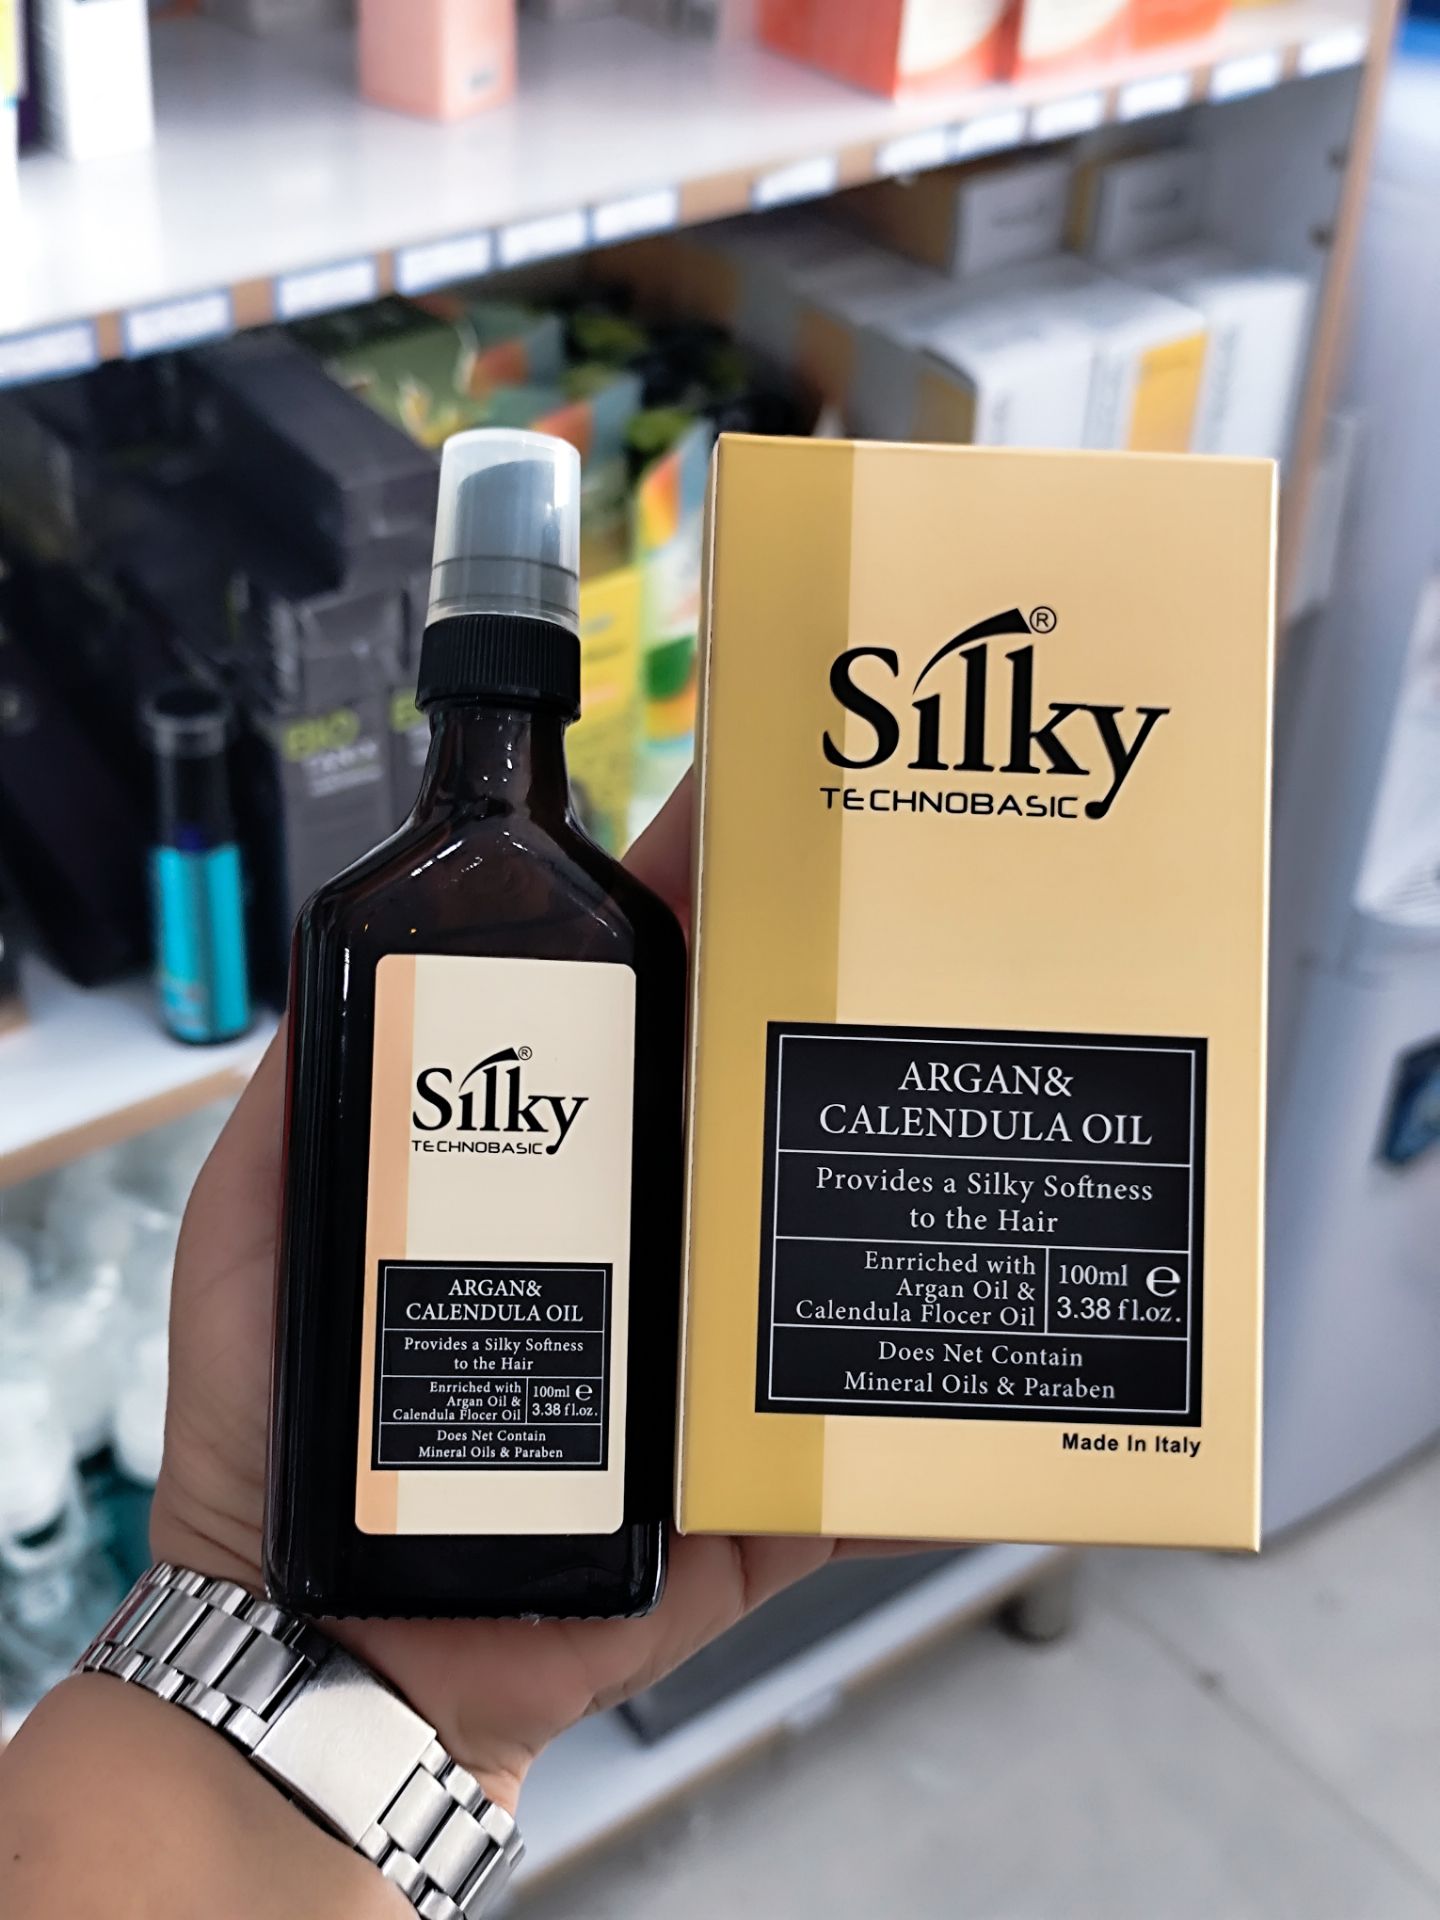 Silky®
TECHNOBASIC
ARGAN&
CALENDULA OIL
Provides a Silky Softness
to the Hair
Enrriched with
Argan Oil &
Calendula Flocer Oil
100ml ℮
3.38 fl.oz.
Does Net Contain
Mineral Oils & Paraben
Silky®
TECHNOBASIC
ARGAN&
CALENDULA OIL
Provides a Silky Softness
to the Hair
Enrriched with
Argan Oil &
Calendula Flocer Oil
100ml ℮
3.38 fl.oz.
Does Net Contain
Mineral Oils & Paraben
Made In Italy
BIO